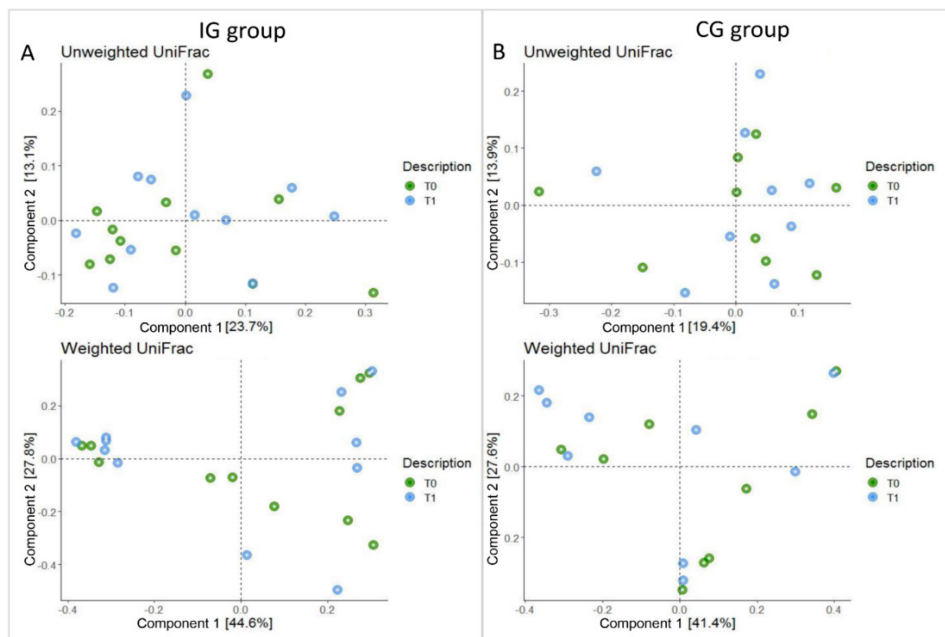 IG group
CG group
A
Unweighted UniFrac
0.2
0.1
0.0
-0.1
-0.2
-0.1
0.0
0.1
0.2
0.3
Component 2 [13.1%]
Component 1 [23.7%]
Description
T0
T1
B
Unweighted UniFrac
0.2
0.1
0.0
-0.1
-0.3
-0.2
-0.1
0.0
0.1
Component 2 [13.9%]
Component 1 [19.4%]
Description
T0
T1
Weighted UniFrac
0.2
0.0
-0.2
-0.4
-0.4
-0.2
0.0
0.2
Component 2 [27.8%]
Component 1 [44.6%]
Description
T0
T1
Weighted UniFrac
0.2
0.0
0.2
-0.4
-0.2
0.0
0.2
0.4
Component 2 [27.6%]
Component 1 [41.4%]
Description
T0
T1